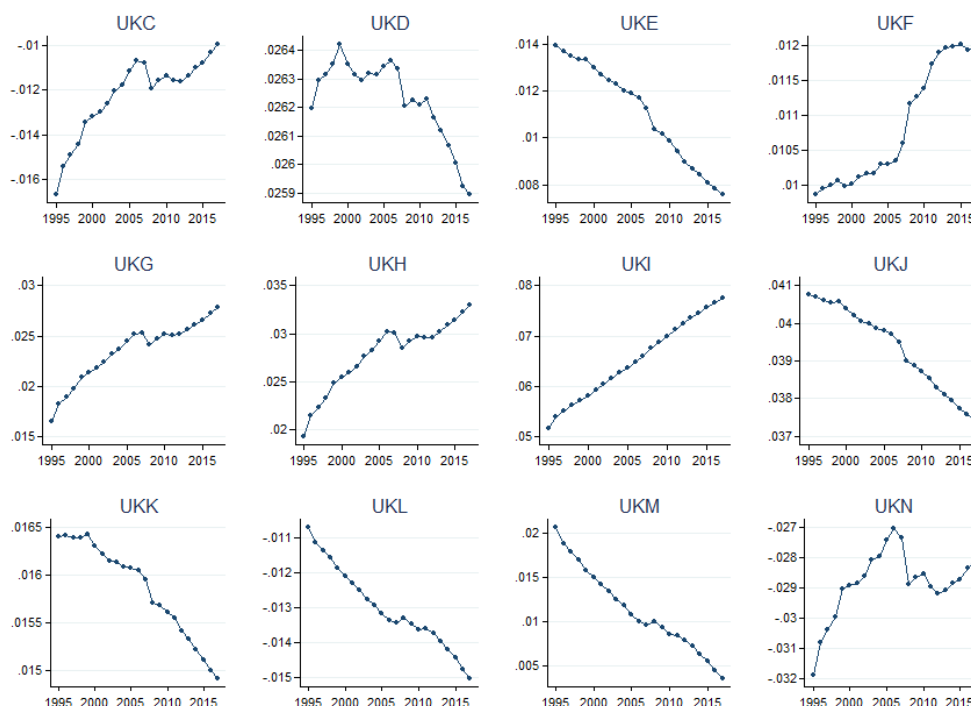 UKC
-.01
-.012
-.014
-.016
1995 2000 2005 2010 2015
UKD
.0264
.0263
.0262
.0261
.026
.0259
1995 2000 2005 2010 2015
UKE
.014
.012
.01
.008
1995 2000 2005 2010 2015
UKF
.012
.0115
.011
.0105
.01
1995 2000 2005 2010 2015
UKG
.03
.025
.02
.015
1995 2000 2005 2010 2015
UKH
.035
.03
.025
.02
1995 2000 2005 2010 2015
UKI
.08
.07
.06
.05
1995 2000 2005 2010 2015
UKJ
.041
.04
.039
.038
.037
1995 2000 2005 2010 2015
UKK
.0165
.016
.0155
.015
1995 2000 2005 2010 2015
UKL
-.011
-.012
-.013
-.014
-.015
1995 2000 2005 2010 2015
UKM
.02
.015
.01
.005
1995 2000 2005 2010 2015
UKN
-.027
-.028
-.029
-.03
-.031
-.032
1995 2000 2005 2010 2015